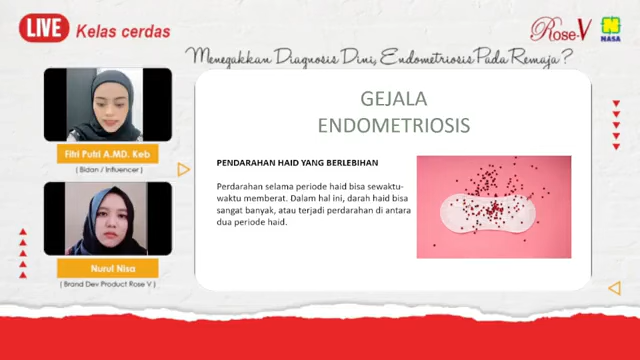 LIVE
Kelas cerdas
Rose-V
NASA
Menegakkan Diagnosis Dini, Endometriosis Pada Remaja?
Fitri Putri A.MD. Keb
( Bidan / Influencer )
Nurul Nisa
( Brand Dev Product Rose V )
GEJALA
ENDOMETRIOSIS
PENDARAHAN HAID YANG BERLEBIHAN
Perdarahan selama periode haid bisa sewaktu-
waktu memberat. Dalam hal ini, darah haid bisa
sangat banyak, atau terjadi perdarahan di antara
dua periode haid.